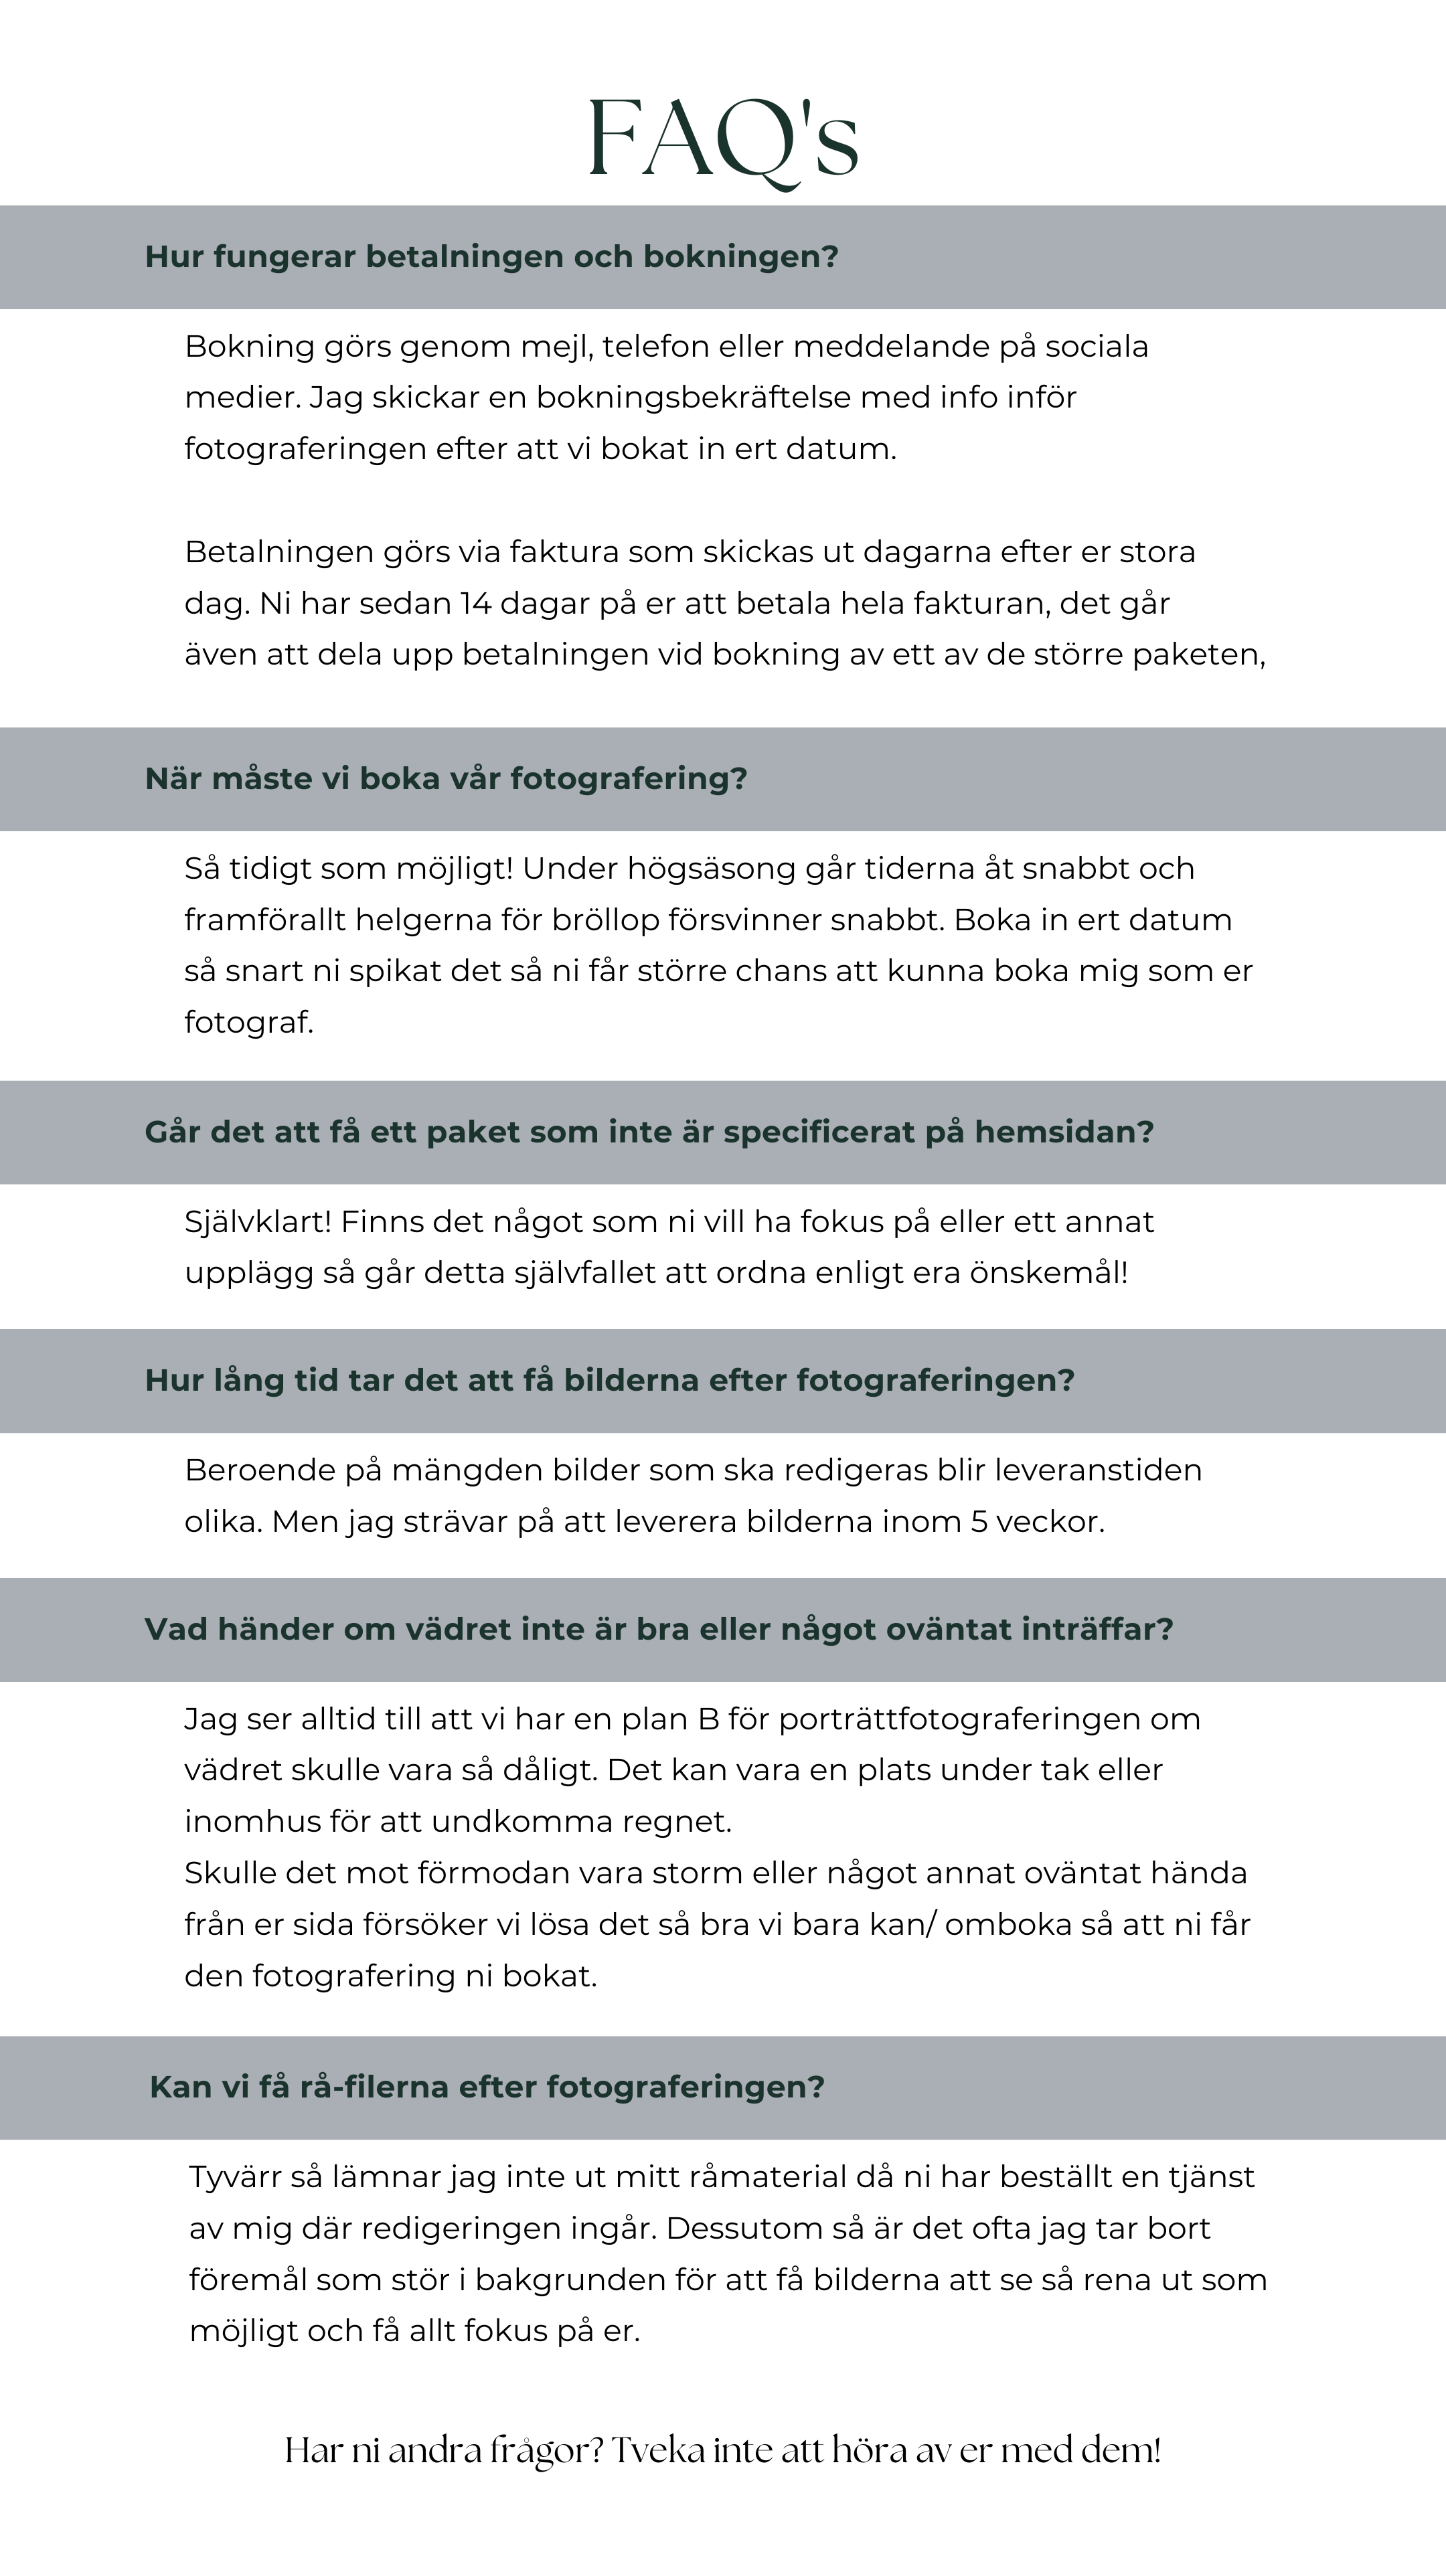 FAQ's
Hur fungerar betalningen och bokningen?
Bokning görs genom mejl, telefon eller meddelande på sociala
medier. Jag skickar en bokningsbekräftelse med info inför
fotograferingen efter att vi bokat in ert datum.
Betalningen görs via faktura som skickas ut dagarna efter er stora
dag. Ni har sedan 14 dagar på er att betala hela fakturan, det går
även att dela upp betalningen vid bokning av ett av de större paketen,
När måste vi boka vår fotografering?
Så tidigt som möjligt! Under högsäsong går tiderna åt snabbt och
framförallt helgerna för bröllop försvinner snabbt. Boka in ert datum
så snart ni spikat det så ni får större chans att kunna boka mig som er
fotograf.
Går det att få ett paket som inte är specificerat på hemsidan?
Självklart! Finns det något som ni vill ha fokus på eller ett annat
upplägg så går detta självfallet att ordna enligt era önskemål!
Hur lång tid tar det att få bilderna efter fotograferingen?
Beroende på mängden bilder som ska redigeras blir leveranstiden
olika. Men jag strävar på att leverera bilderna inom 5 veckor.
Vad händer om vädret inte är bra eller något oväntat inträffar?
Jag ser alltid till att vi har en plan B för porträttfotograferingen om
vädret skulle vara så dåligt. Det kan vara en plats under tak eller
inomhus för att undkomma regnet.
Skulle det mot förmodan vara storm eller något annat oväntat hända
från er sida försöker vi lösa det så bra vi bara kan/ omboka så att ni får
den fotografering ni bokat.
Kan vi få rå-filerna efter fotograferingen?
Tyvärr så lämnar jag inte ut mitt råmaterial då ni har beställt en tjänst
av mig där redigeringen ingår. Dessutom så är det ofta jag tar bort
föremål som stör i bakgrunden för att få bilderna att se så rena ut som
möjligt och få allt fokus på er.
Har ni andra frågor? Tveka inte att höra av er med dem!